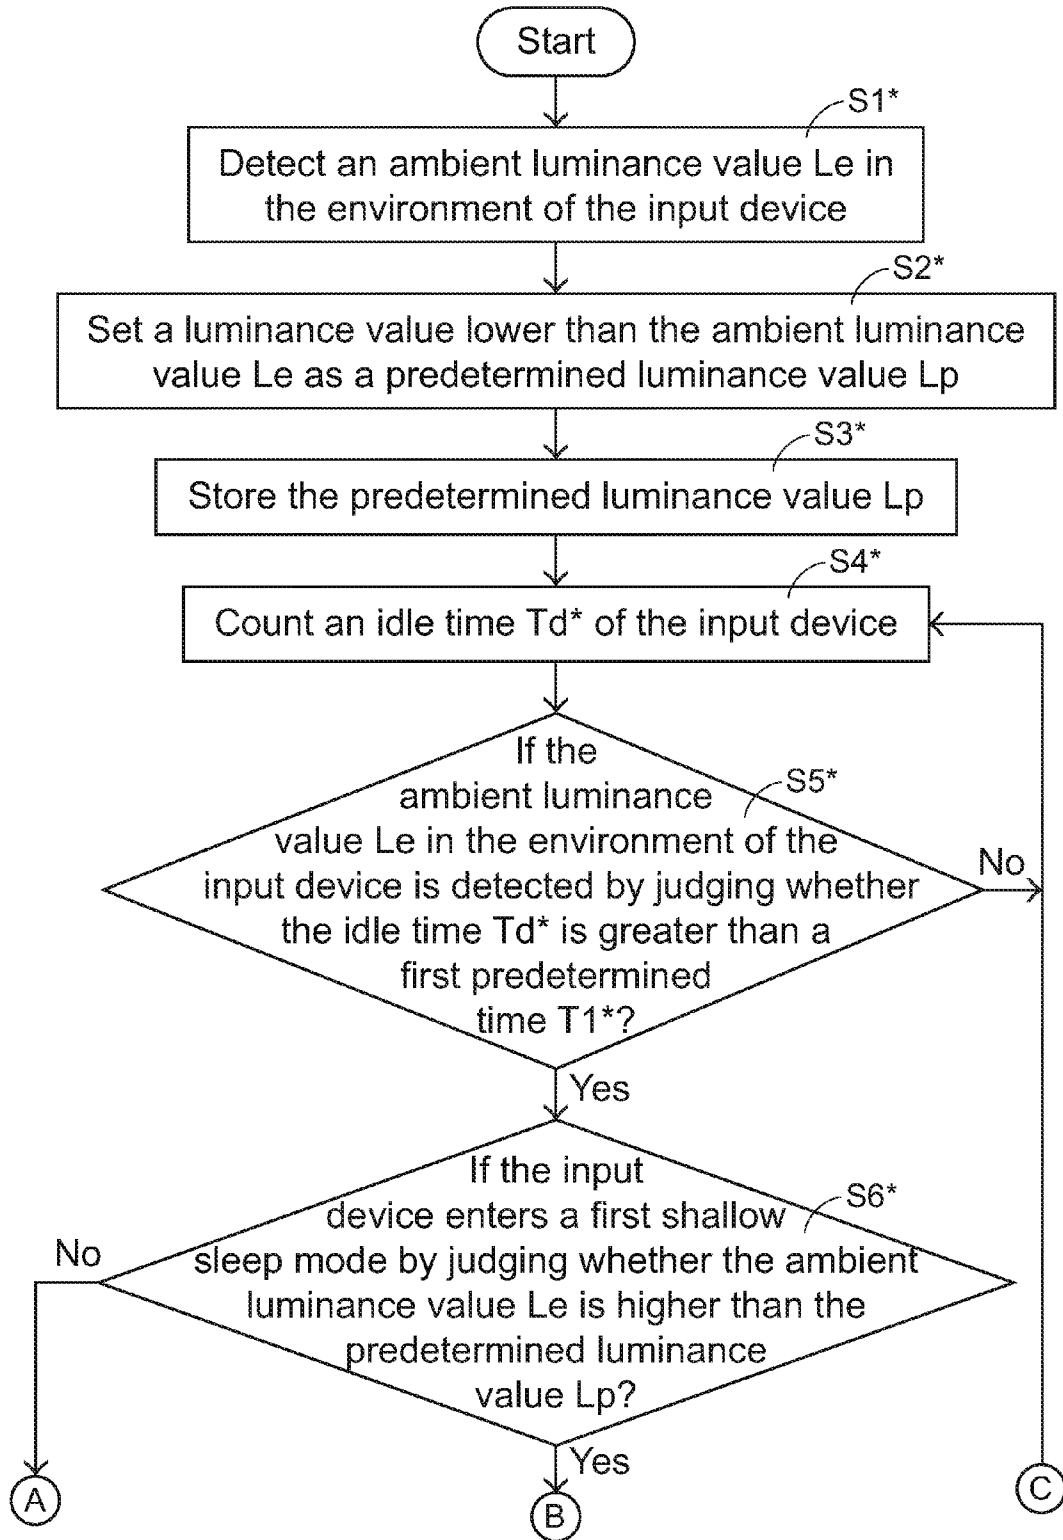 Start
S1*
Detect an ambient luminance value Le in
the environment of the input device
S2*
Set a luminance value lower than the ambient luminance
value Le as a predetermined luminance value Lp
S3*
Store the predetermined luminance value Lp
S4*
Count an idle time Td* of the input device
If the
S5*
ambient luminance
value Le in the environment of the
input device is detected by judging whether
the idle time Td* is greater than a
first predetermined
time T1*?
No
Yes
If the input
S6*
device enters a first shallow
sleep mode by judging whether the ambient
luminance value Le is higher than the
predetermined luminance
value Lp?
No
Yes
A
B
C